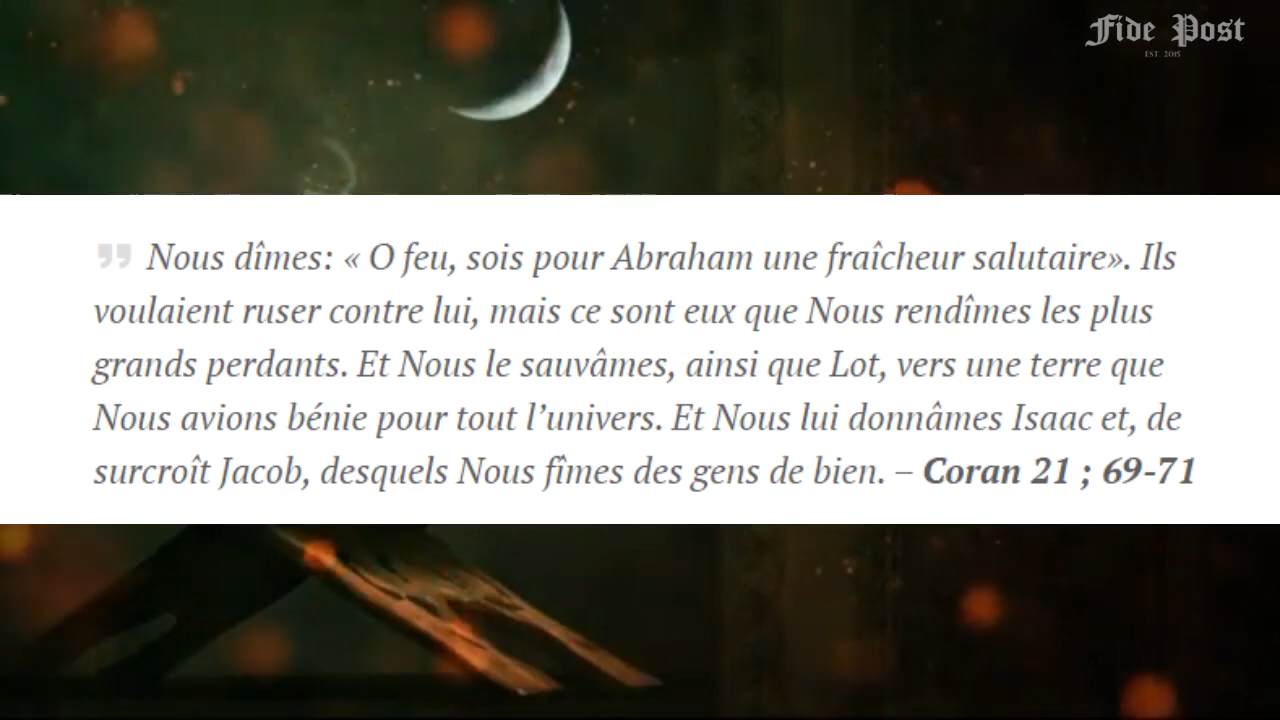 Fide Post
EST. 2015
” Nous dîmes: « O feu, sois pour Abraham une fraîcheur salutaire». Ils
voulaient ruser contre lui, mais ce sont eux que Nous rendîmes les plus
grands perdants. Et Nous le sauvâmes, ainsi que Lot, vers une terre que
Nous avions bénie pour tout l’univers. Et Nous lui donnâmes Isaac et, de
surcroît Jacob, desquels Nous fîmes des gens de bien. – Coran 21 ; 69-71